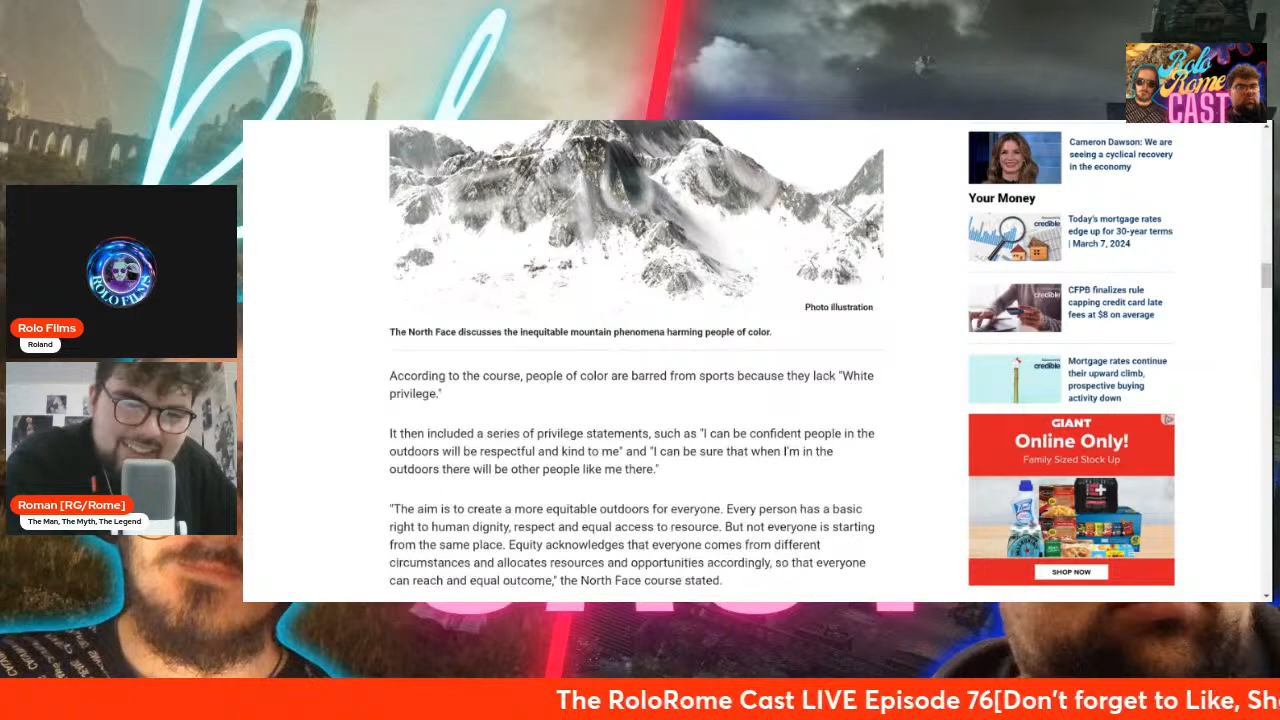 Rolo
Rome
CAST
Cameron Dawson: We are
seeing a cyclical recovery
in the economy
Your Money
credible
Today's mortgage rates
edge up for 30-year terms
| March 7, 2024
credible
CFPB finalizes rule
capping credit card late
fees at $8 on average
credible
Mortgage rates continue
their upward climb,
prospective buying
activity down
GIANT
Online Only!
Family Sized Stock Up
SHOP NOW
Photo illustration
The North Face discusses the inequitable mountain phenomena harming people of color.
According to the course, people of color are barred from sports because they lack "White
privilege."
It then included a series of privilege statements, such as "I can be confident people in the
outdoors will be respectful and kind to me" and "I can be sure that when I'm in the
outdoors there will be other people like me there."
"The aim is to create a more equitable outdoors for everyone. Every person has a basic
right to human dignity, respect and equal access to resource. But not everyone is starting
from the same place. Equity acknowledges that everyone comes from different
circumstances and allocates resources and opportunities accordingly, so that everyone
can reach and equal outcome," the North Face course stated.
ROLO FILMS
Rolo Films
Roland
Roman [RG/Rome]
The Man, The Myth, The Legend
The RoloRome Cast LIVE Episode 76[Don't forget to Like, Sh